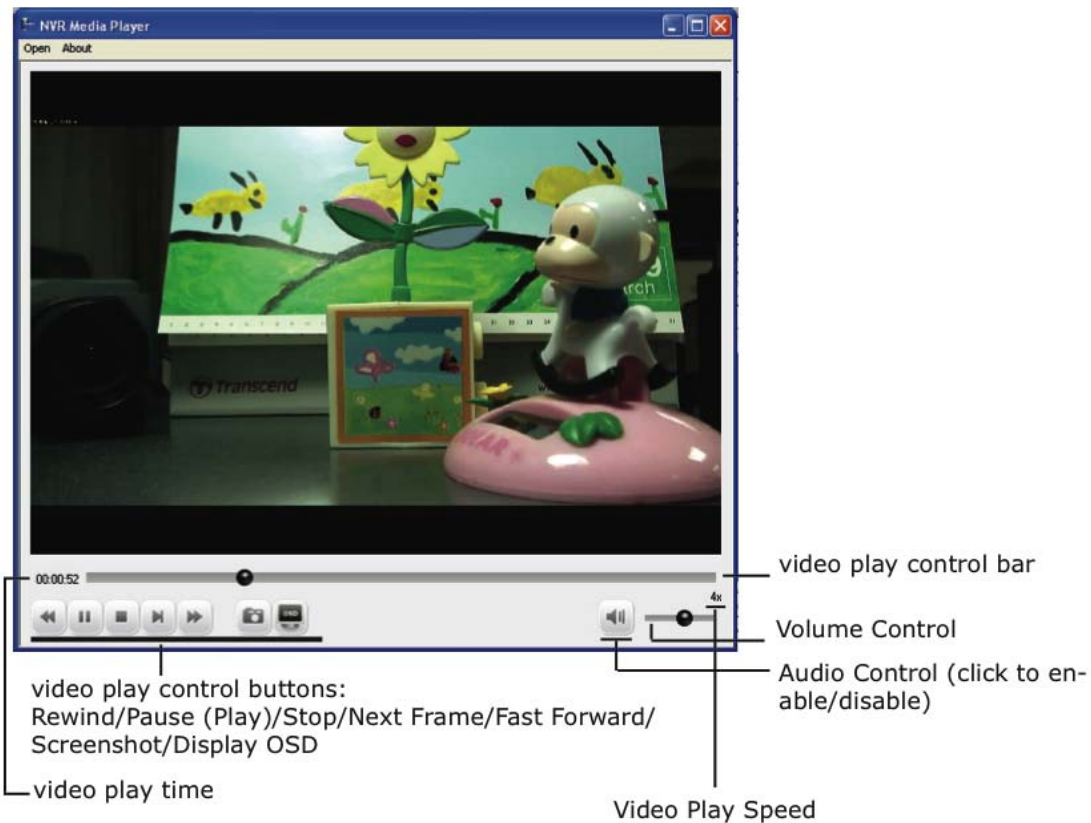 NVR Media Player
Open About
arch
Transcend
00:00:52
4x
OSD
video play control bar
Volume Control
Audio Control (click to en-
able/disable)
video play control buttons:
Rewind/Pause (Play)/Stop/Next Frame/Fast Forward/
Screenshot/Display OSD
video play time
Video Play Speed